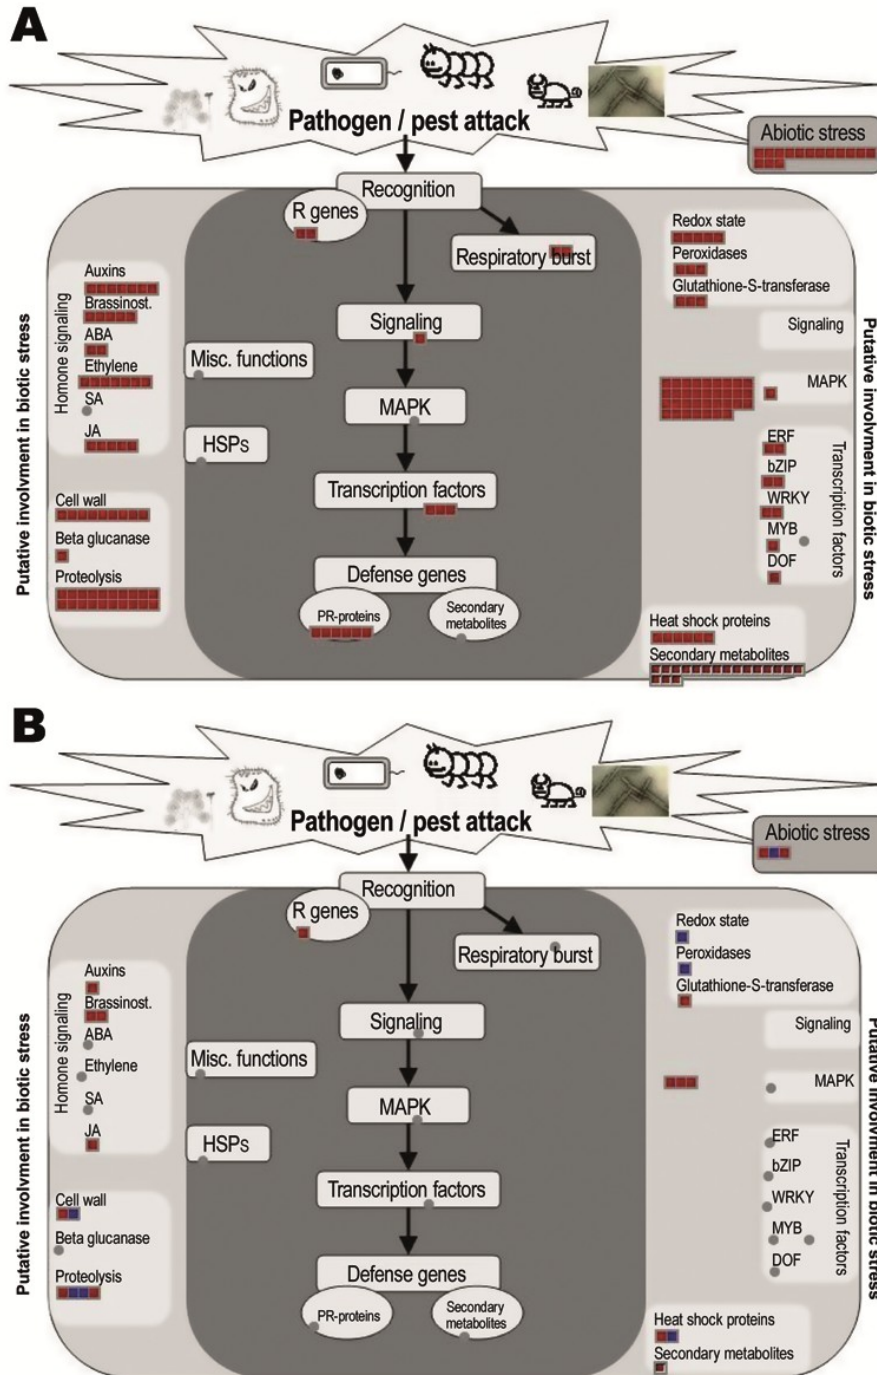 A
Pathogen / pest attack
Abiotic stress
Recognition
R genes
Respiratory burst
Redox state
Peroxidases
Glutathione-S-transferase
Putative involvment in biotic stress
Homone signaling
Auxins
Brassinost.
ABA
Ethylene
SA
JA
Signaling
Signaling
Misc. functions
MAPK
MAPK
HSPs
ERF
bZIP
WRKY
MYB
DOF
Transcription factors
Putative involvment in biotic stress
Cell wall
Beta glucanase
Proteolysis
Transcription factors
Defense genes
PR-proteins
Secondary
metabolites
Heat shock proteins
Secondary metabolites
B
Pathogen / pest attack
Abiotic stress
Recognition
R genes
Respiratory burst
Redox state
Peroxidases
Glutathione-S-transferase
Putative involvment in biotic stress
Homone signaling
Auxins
Brassinost.
ABA
Ethylene
SA
JA
Signaling
Signaling
Misc. functions
MAPK
MAPK
HSPs
ERF
bZIP
WRKY
MYB
DOF
Transcription factors
Putative involvment in biotic stress
Cell wall
Beta glucanase
Proteolysis
Transcription factors
Defense genes
PR-proteins
Secondary
metabolites
Heat shock proteins
Secondary metabolites